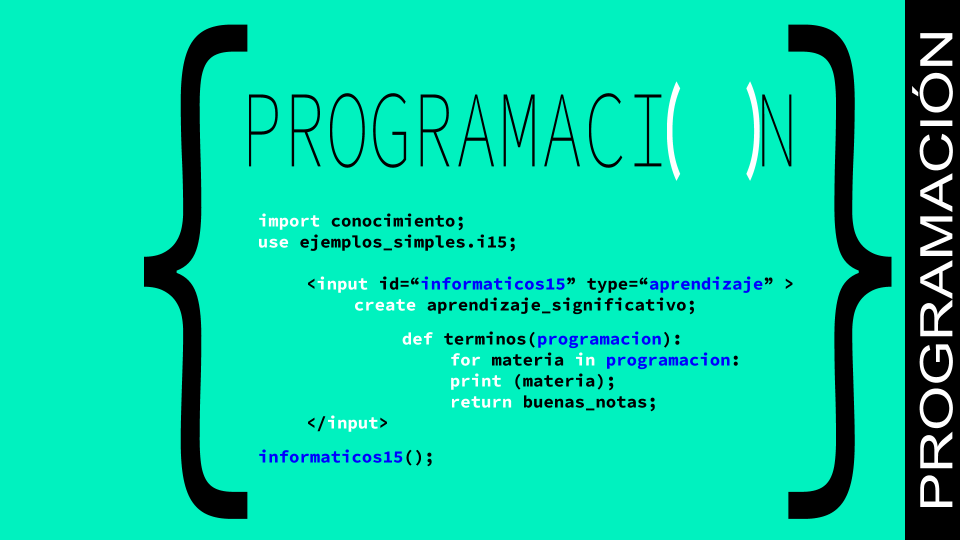 PROGRAMACI( )N
import conocimiento;
use ejemplos_simples.i15;
<input id=“informaticos15” type=“aprendizaje” >
create aprendizaje_significativo;
def terminos(programacion):
for materia in programacion:
print (materia);
return buenas_notas;
</input>
informaticos15();
PROGRAMACIÓN